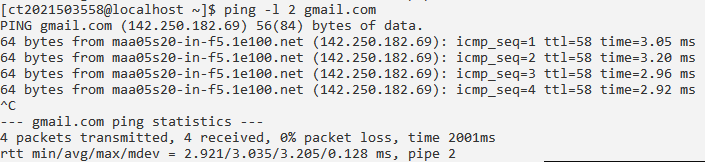 [ct2021503558@localhost ~]$ ping -l 2 gmail.com
PING gmail.com (142.250.182.69) 56(84) bytes of data.
64 bytes from maa05s20-in-f5.1e100.net (142.250.182.69): icmp_seq=1 ttl=58 time=3.05 ms
64 bytes from maa05s20-in-f5.1e100.net (142.250.182.69): icmp_seq=2 ttl=58 time=3.20 ms
64 bytes from maa05s20-in-f5.1e100.net (142.250.182.69): icmp_seq=3 ttl=58 time=2.96 ms
64 bytes from maa05s20-in-f5.1e100.net (142.250.182.69): icmp_seq=4 ttl=58 time=2.92 ms
^C
--- gmail.com ping statistics ---
4 packets transmitted, 4 received, 0% packet loss, time 2001ms
rtt min/avg/max/mdev = 2.921/3.035/3.205/0.128 ms, pipe 2